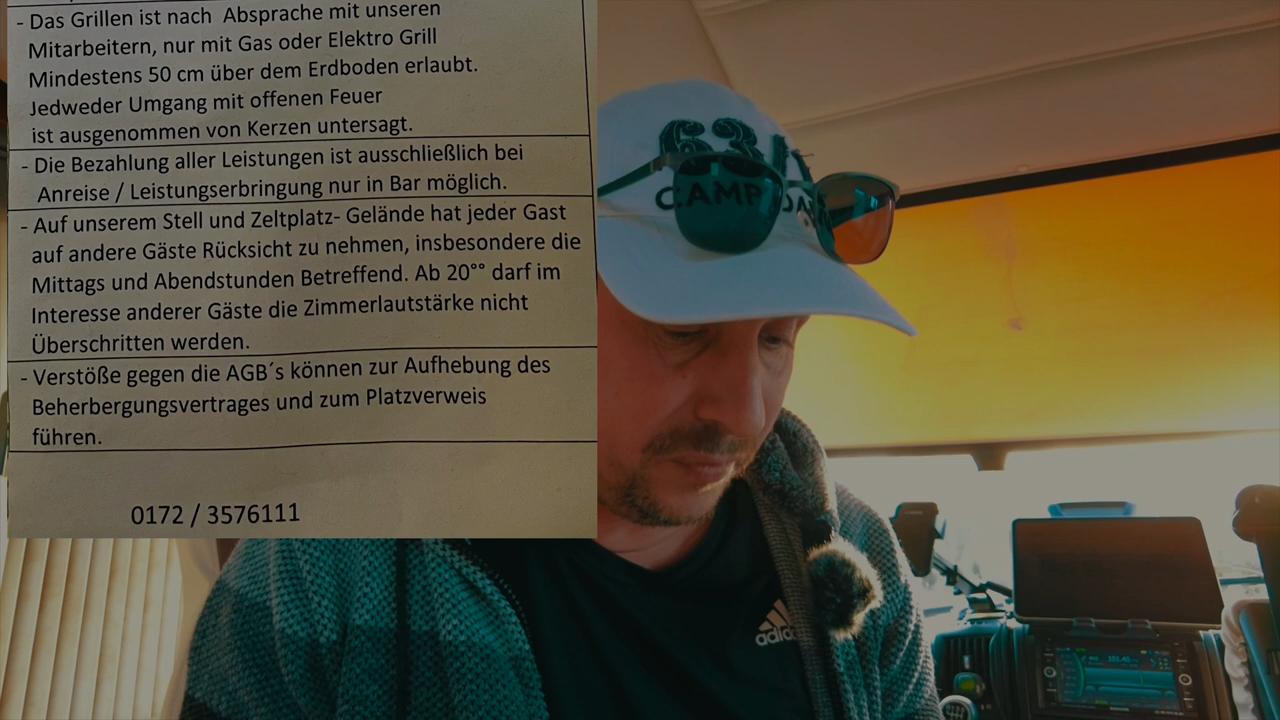 - Das Grillen ist nach Absprache mit unseren
Mitarbeitern, nur mit Gas oder Elektro Grill
Mindestens 50 cm über dem Erdboden erlaubt.
Jedweder Umgang mit offenen Feuer
ist ausgenommen von Kerzen untersagt.
- Die Bezahlung aller Leistungen ist ausschließlich bei
Anreise / Leistungserbringung nur in Bar möglich.
- Auf unserem Stell und Zeltplatz- Gelände hat jeder Gast
auf andere Gäste Rücksicht zu nehmen, insbesondere die
Mittags und Abendstunden Betreffend. Ab 20°° darf im
Interesse anderer Gäste die Zimmerlautstärke nicht
Überschritten werden.
- Verstöße gegen die AGB´s können zur Aufhebung des
Beherbergungsvertrages und zum Platzverweis
führen.
0172 / 3576111
adidas